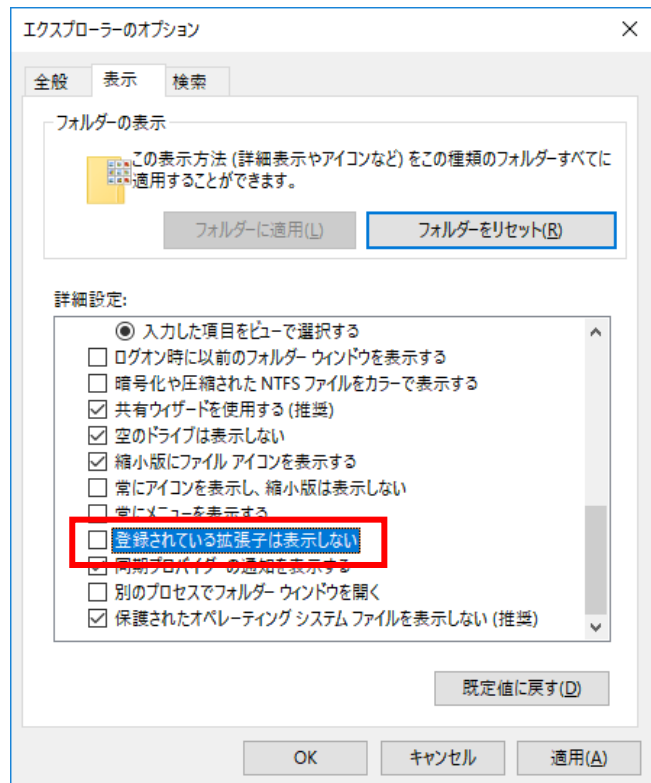 エクスプローラーのオプション
全般 表示 検索
フォルダーの表示
この表示方法 (詳細表示やアイコンなど) をこの種類のフォルダーすべてに
適用することができます。
フォルダーに適用(L) フォルダーをリセット(R)
詳細設定:
入力した項目をビューで選択する
ログオン時に以前のフォルダー ウィンドウを表示する
暗号化や圧縮された NTFS ファイルをカラーで表示する
共有ウィザードを使用する (推奨)
空のドライブは表示しない
縮小版にファイル アイコンを表示する
常にアイコンを表示し、縮小版は表示しない
常にメニューを表示する
登録されている拡張子は表示しない
同期プロバイダーの通知を表示する
別のプロセスでフォルダー ウィンドウを開く
保護されたオペレーティング システム ファイルを表示しない (推奨)
既定値に戻す(D)
OK キャンセル 適用(A)